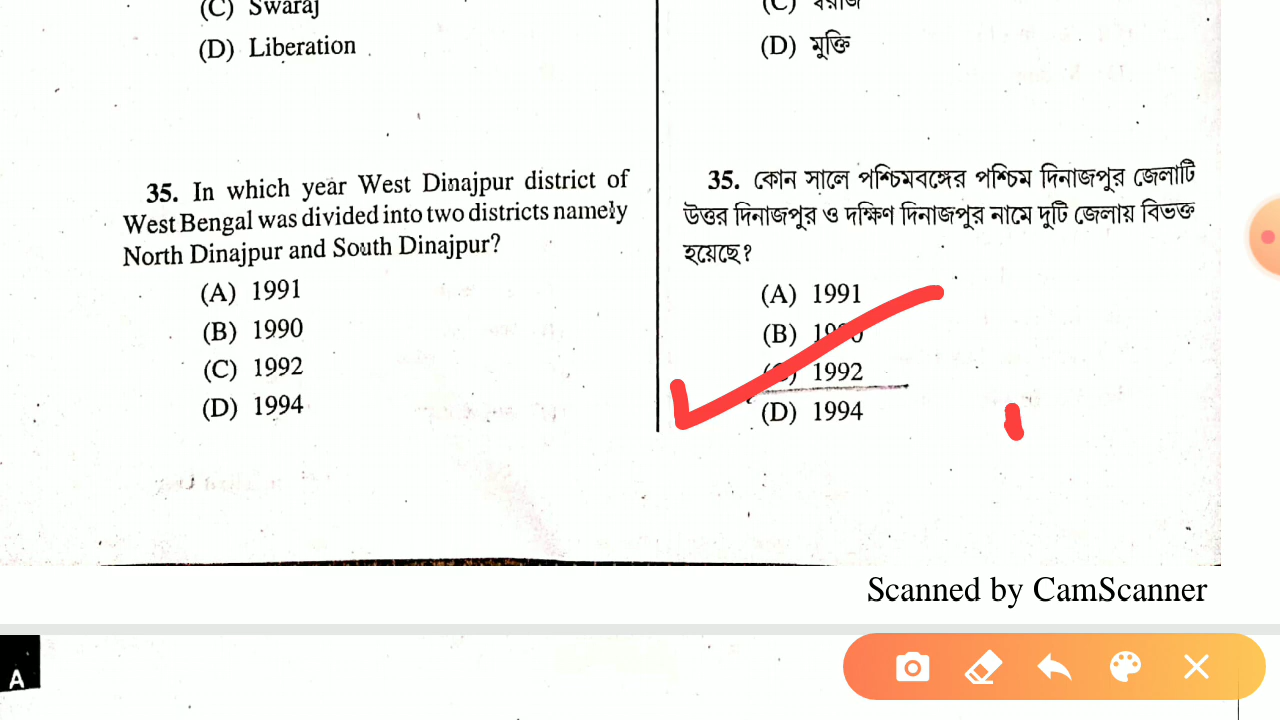 (C) Swaraj
(D) Liberation
35. In which year West Dinajpur district of
West Bengal was divided into two districts namely
North Dinajpur and South Dinajpur?
(A) 1991
(B) 1990
(C) 1992
(D) 1994
(C) স্বরাজ
(D) মুক্তি
35. কোন সালে পশ্চিমবঙ্গের পশ্চিম দিনাজপুর জেলাটি
উত্তর দিনাজপুর ও দক্ষিণ দিনাজপুর নামে দুটি জেলায় বিভক্ত
হয়েছে?
(A) 1991
(B) 1990
(C) 1992
(D) 1994
Scanned by CamScanner
A